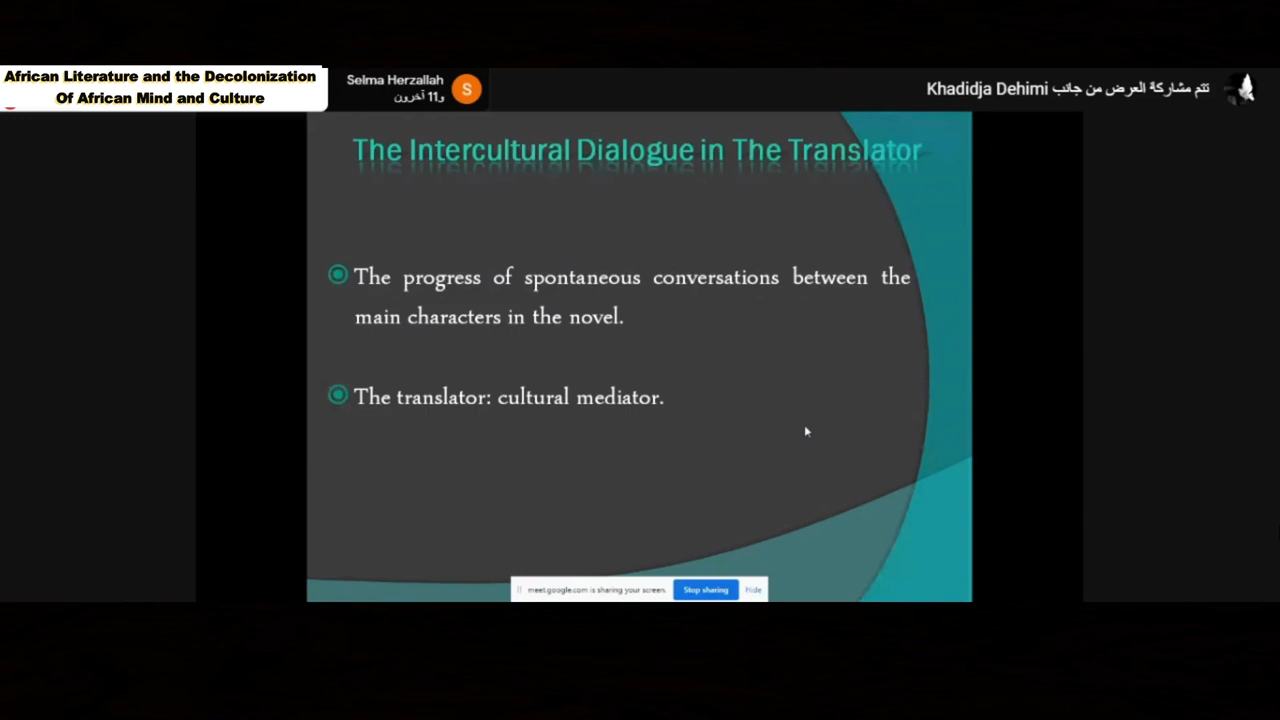 African Literature and the Decolonization
Of African Mind and Culture
Selma Herzallah
و11 آخرون
S
تتم مشاركة العرض من جانب Khadidja Dehimi
The Intercultural Dialogue in The Translator
The progress of spontaneous conversations between the
main characters in the novel.
The translator: cultural mediator.
meet.google.com is sharing your screen.
Stop sharing
Hide